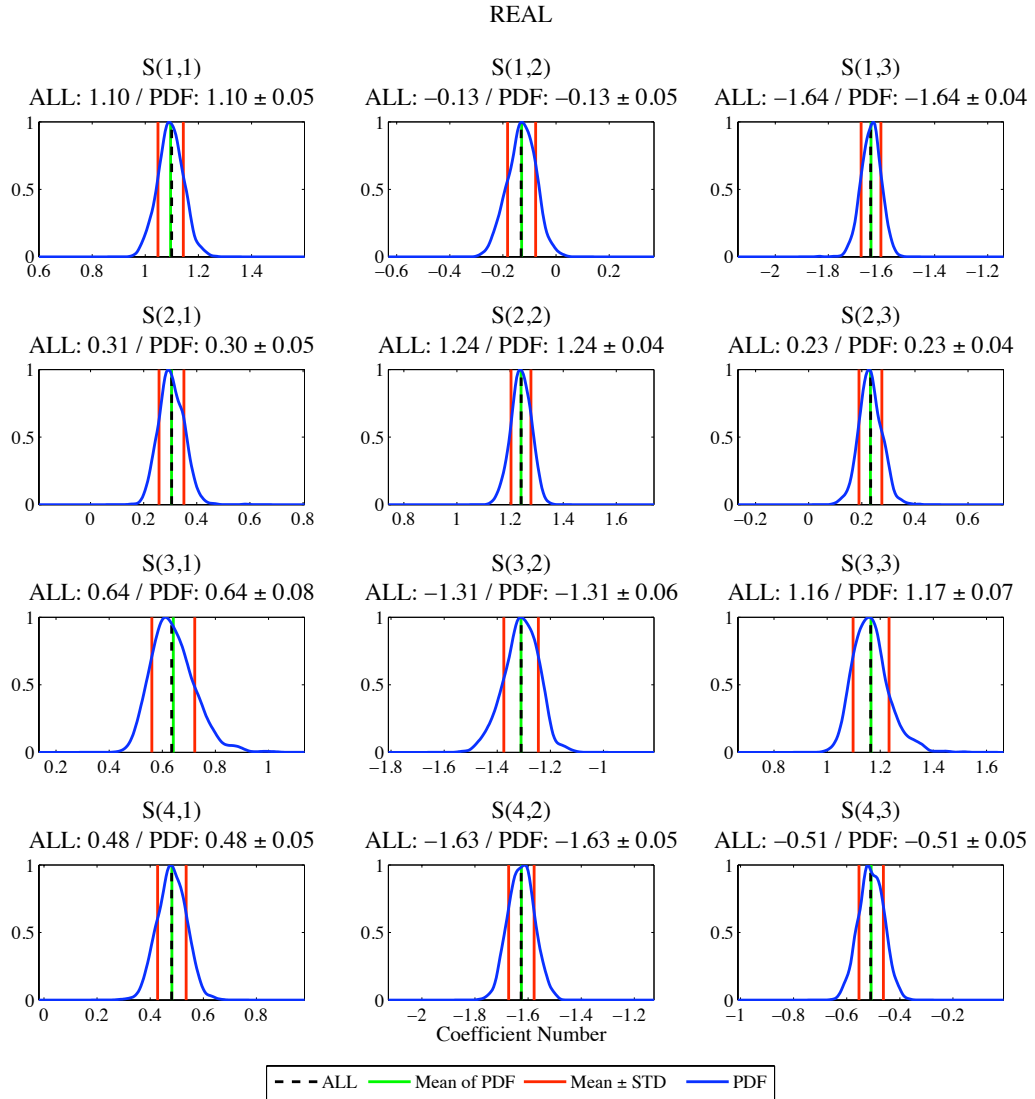 REAL
S(1,1)
ALL: 1.10 / PDF: 1.10 ± 0.05
1
0.5
0
0.6 1 1.2 1.4
S(1,2)
ALL: −0.13 / PDF: −0.13 ± 0.05
1
0.5
0
−0.6 −0.4 −0.2 0 0.2
S(1,3)
ALL: −1.64 / PDF: −1.64 ± 0.04
1
0.5
0
−2 −1.8 −1.6 −1.4 −1.2
S(2,1)
ALL: 0.31 / PDF: 0.30 ± 0.05
1
0.5
0
0 0.2 0.4 0.6 0.8
S(2,2)
ALL: 1.24 / PDF: 1.24 ± 0.04
1
0.5
0
0.8 1 1.2 1.4 1.6
S(2,3)
ALL: 0.23 / PDF: 0.23 ± 0.04
1
0.5
0
−0.2 0 0.2 0.4 0.6
S(3,1)
ALL: 0.64 / PDF: 0.64 ± 0.08
1
0.5
0
0.2 0.4 0.6 0.8 1
S(3,2)
ALL: −1.31 / PDF: −1.31 ± 0.06
1
0.5
0
−1.8 −1.6 −1.4 −1.2 −1
S(3,3)
ALL: 1.16 / PDF: 1.17 ± 0.07
1
0.5
0
0.8 1 1.2 1.4 1.6
S(4,1)
ALL: 0.48 / PDF: 0.48 ± 0.05
1
0.5
0
0 0.2 0.4 0.6 0.8
S(4,2)
ALL: −1.63 / PDF: −1.63 ± 0.05
1
0.5
0
−2 −1.8 −1.6 −1.4 −1.2
S(4,3)
ALL: −0.51 / PDF: −0.51 ± 0.05
1
0.5
0
−1 −0.8 −0.6 −0.4 −0.2
Coefficient Number
ALL Mean of PDF Mean ± STD PDF